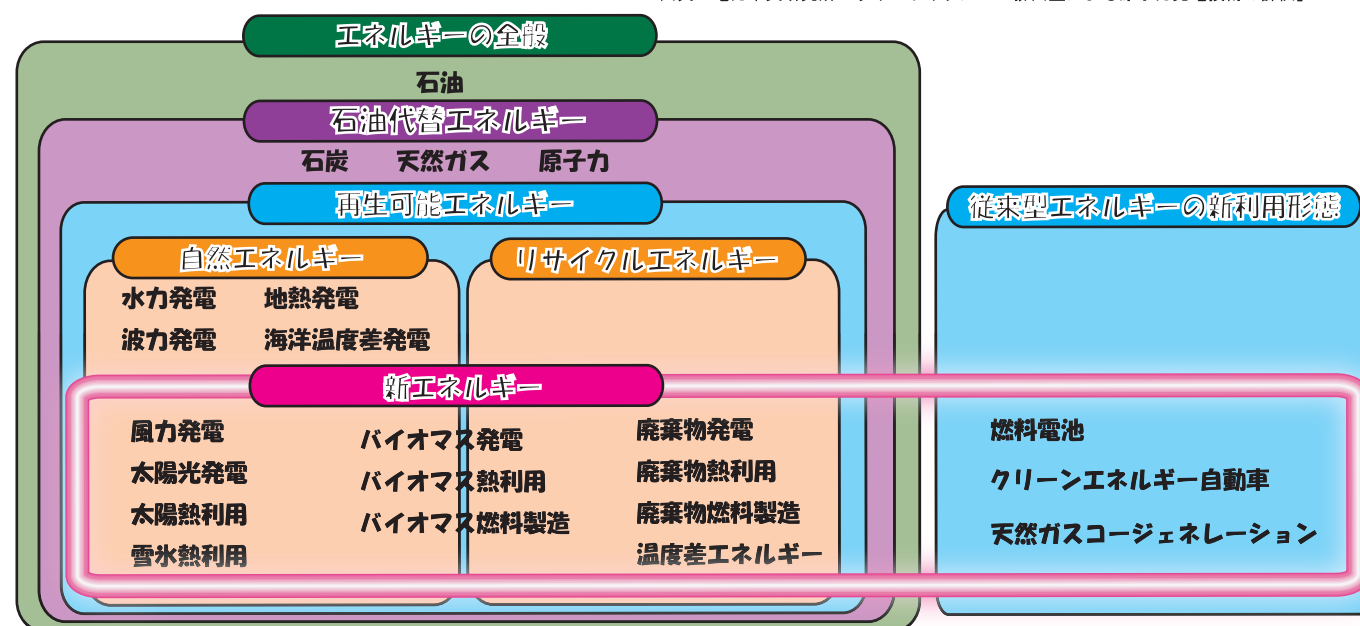 エネルギーの全般
石油
石油代替エネルギー
石炭 天然ガス 原子力
再生可能エネルギー
自然エネルギー
水力発電 地熱発電
波力発電 海洋温度差発電
リサイクルエネルギー
従来型エネルギーの新利用形態
新エネルギー
風力発電
太陽光発電
太陽熱利用
雪氷熱利用
バイオマス発電
バイオマス熱利用
バイオマス燃料製造
廃棄物発電
廃棄物熱利用
廃棄物燃料製造
温度差エネルギー
燃料電池
クリーンエネルギー自動車
天然ガスコージェネレーション